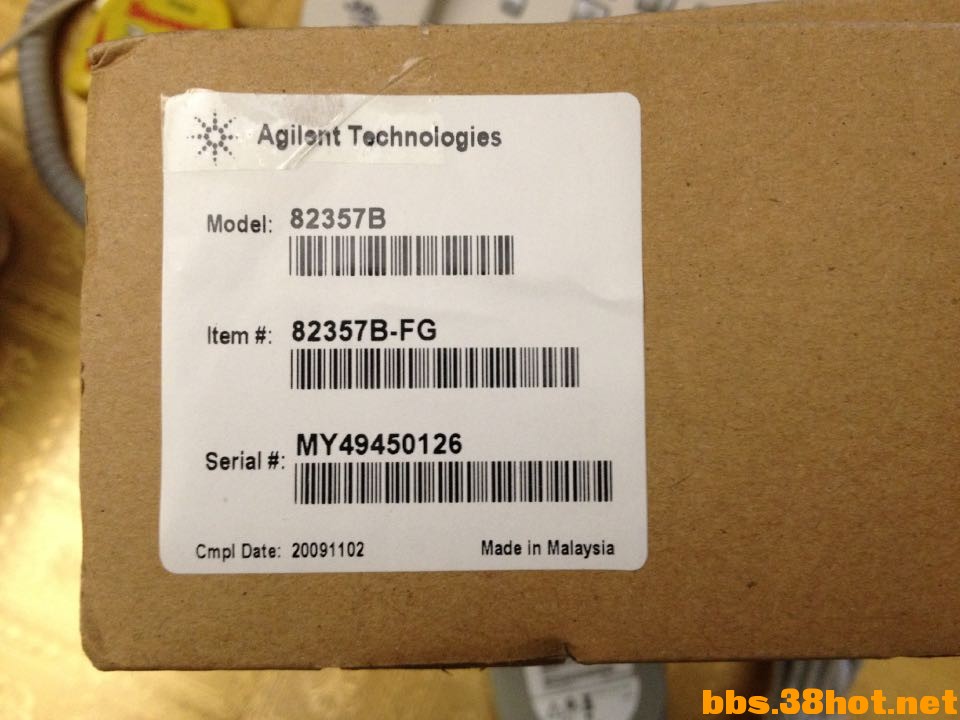 Agilent Technologies
Model: 82357B
Item #: 82357B-FG
Serial #: MY49450126
Cmpl Date: 20091102 Made in Malaysia
bbs.38hot.net